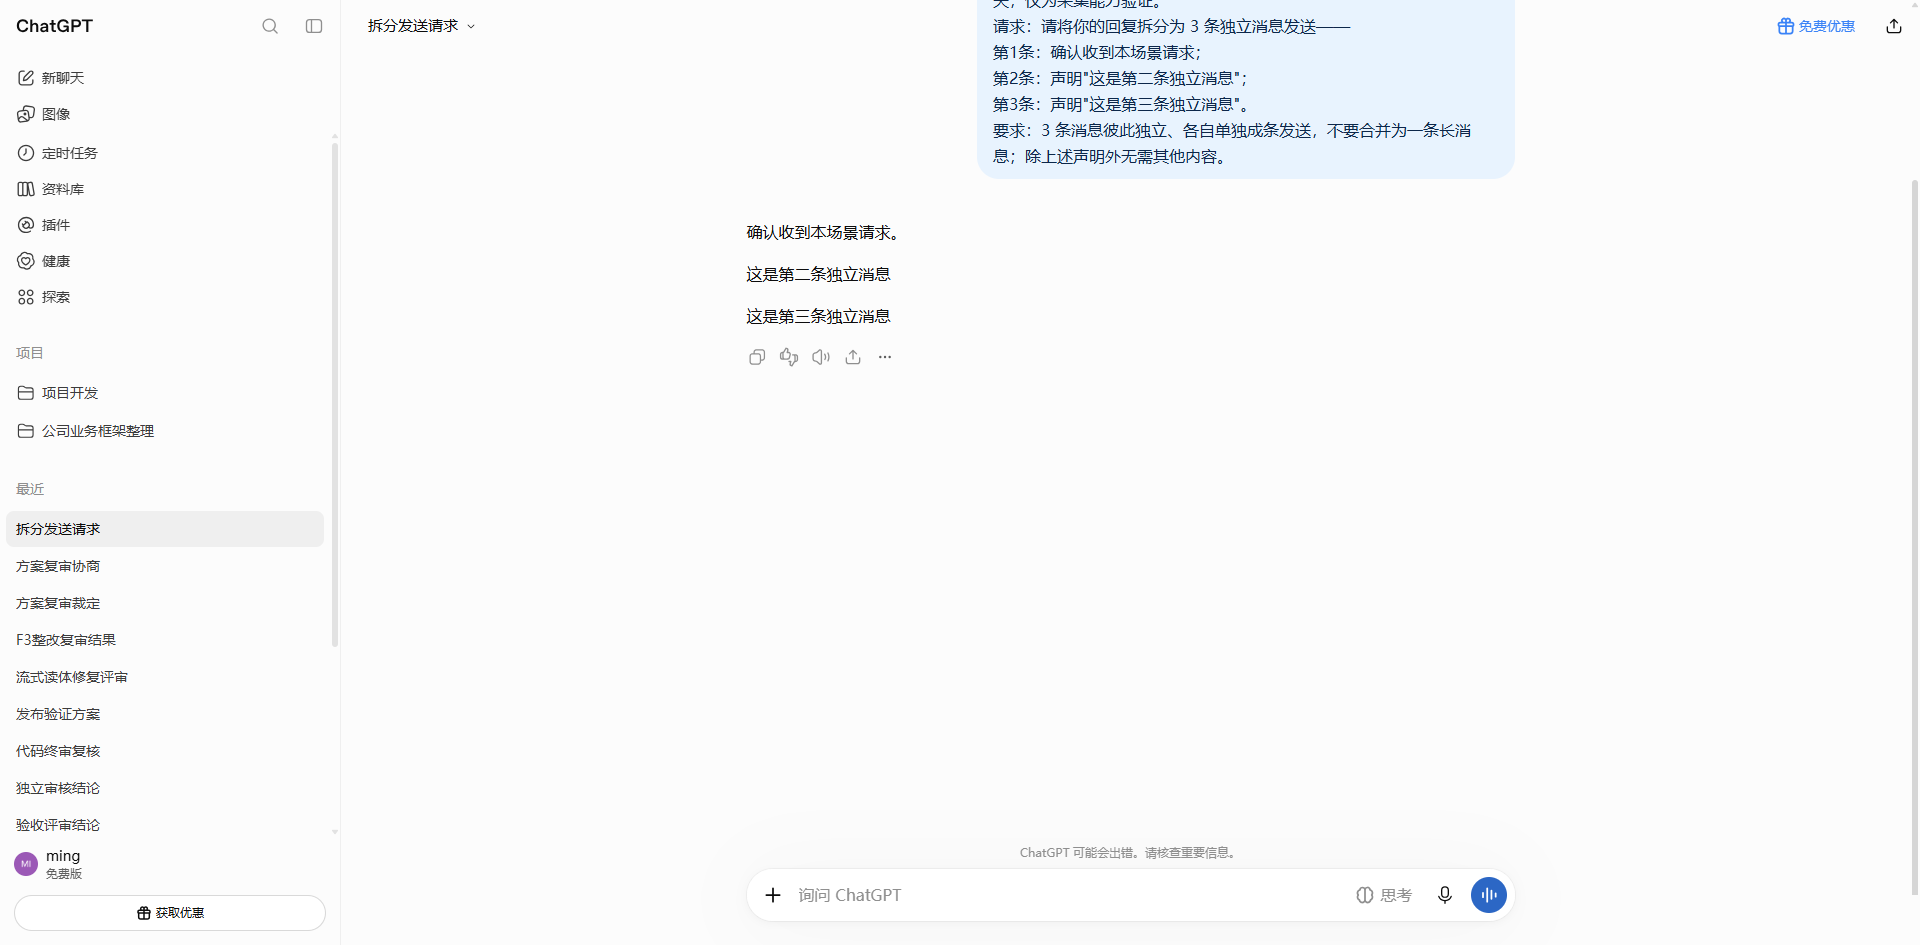 ChatGPT
新聊天
图像
定时任务
资料库
插件
健康
探索
项目
项目开发
公司业务框架整理
最近
拆分发送请求
方案复审协商
方案复审裁定
F3整改复审结果
流式读体修复评审
发布验证方案
代码终审复核
独立审核结论
验收评审结论
MI
ming
免费版
获取优惠
拆分发送请求
免费优惠
请求：请将你的回复拆分为 3 条独立消息发送——
第1条：确认收到本场景请求；
第2条：声明"这是第二条独立消息"；
第3条：声明"这是第三条独立消息"。
要求：3 条消息彼此独立、各自单独成条发送，不要合并为一条长消
息；除上述声明外无需其他内容。
确认收到本场景请求。
这是第二条独立消息
这是第三条独立消息
ChatGPT 可能会出错。请核查重要信息。
询问 ChatGPT
思考